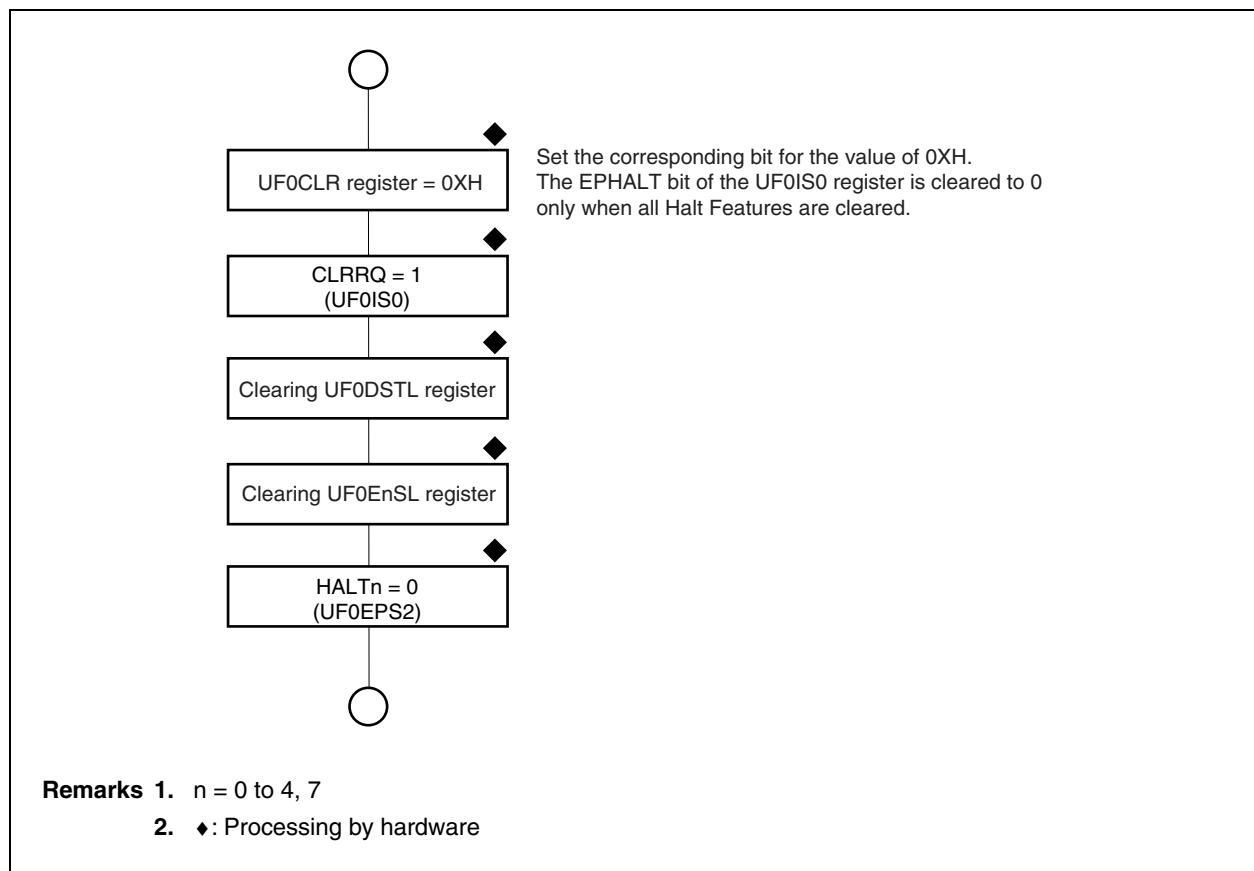 UF0CLR register = 0XH
Set the corresponding bit for the value of 0XH.
The EPHALT bit of the UF0IS0 register is cleared to 0
only when all Halt Features are cleared.
CLRRQ = 1
(UF0IS0)
Clearing UF0DSTL register
Clearing UF0EnSL register
HALTn = 0
(UF0EPS2)
Remarks 1. n = 0 to 4, 7
2. ♦: Processing by hardware